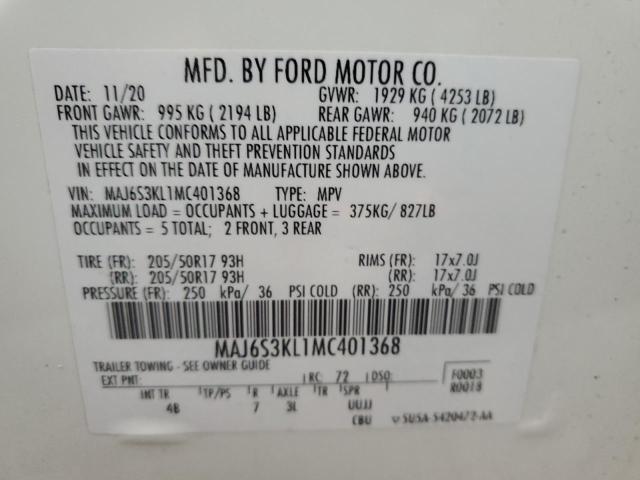 MFD. BY FORD MOTOR CO.
DATE: 11/20 GVWR: 1929 KG ( 4253 LB)
FRONT GAWR: 995 KG ( 2194 LB) REAR GAWR: 940 KG ( 2072 LB)
THIS VEHICLE CONFORMS TO ALL APPLICABLE FEDERAL MOTOR
VEHICLE SAFETY AND THEFT PREVENTION STANDARDS
IN EFFECT ON THE DATE OF MANUFACTURE SHOWN ABOVE.
VIN: MAJ6S3KL1MC401368 TYPE: MPV
MAXIMUM LOAD = OCCUPANTS + LUGGAGE = 375KG/ 827LB
OCCUPANTS = 5 TOTAL; 2 FRONT, 3 REAR
TIRE (FR): 205/50R17 93H RIMS (FR): 17x7.0J
(RR): 205/50R17 93H (RR): 17x7.0J
PRESSURE (FR): 250 kPa/ 36 PSI COLD (RR): 250 kPa/ 36 PSI COLD
MAJ6S3KL1MC401368
TRAILER TOWING - SEE OWNER GUIDE F0003
EXT PNT: RC: 72 DSO: R0018
INT TR TP/PS R AXLE TR SPR
4B 7 3L UUJJ
CBU 5U5A-5420472-AA